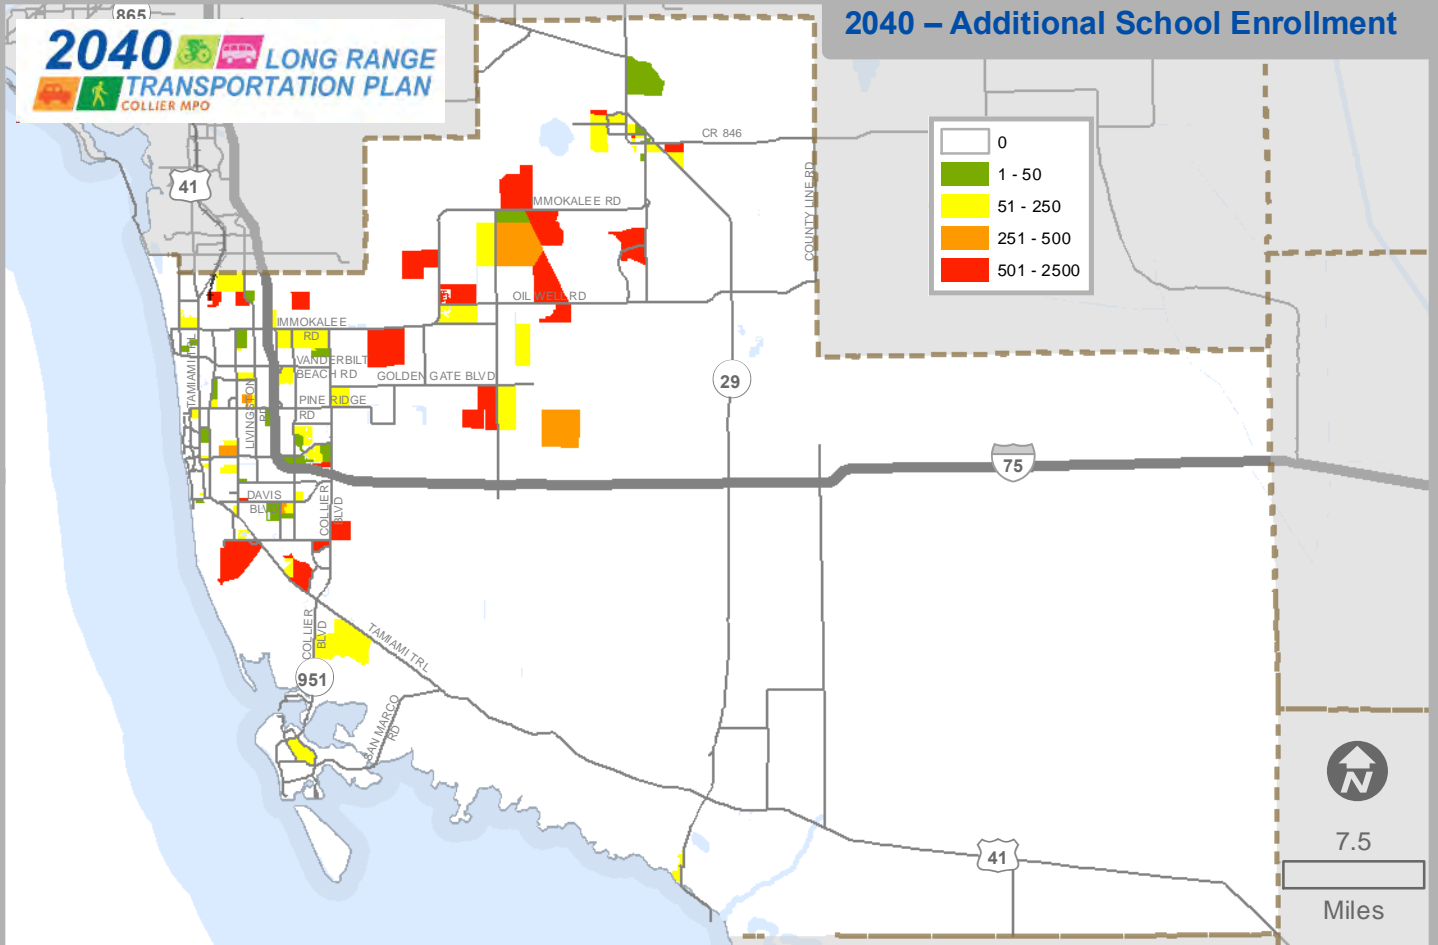 865
2040 – Additional School Enrollment
2040 LONG RANGE
TRANSPORTATION PLAN
COLLIER MPO
0
1 - 50
51 - 250
251 - 500
501 - 2500
CR 846
41
COUNTY LINE RD
MMOKALEE RD
OIL WELL RD
IMMOKALEE
RD
TAMIAMI TRL
VANDERBILT
BEACH RD
GOLDEN GATE BLVD
29
LIVINGSTON
RD
PINE RIDGE
RD
75
DAVIS
BLVD
COLLIER
BLVD
COLLIER
BLVD
TAMIAMI TRL
951
SAN MARCO
RD
N
7.5
Miles
41